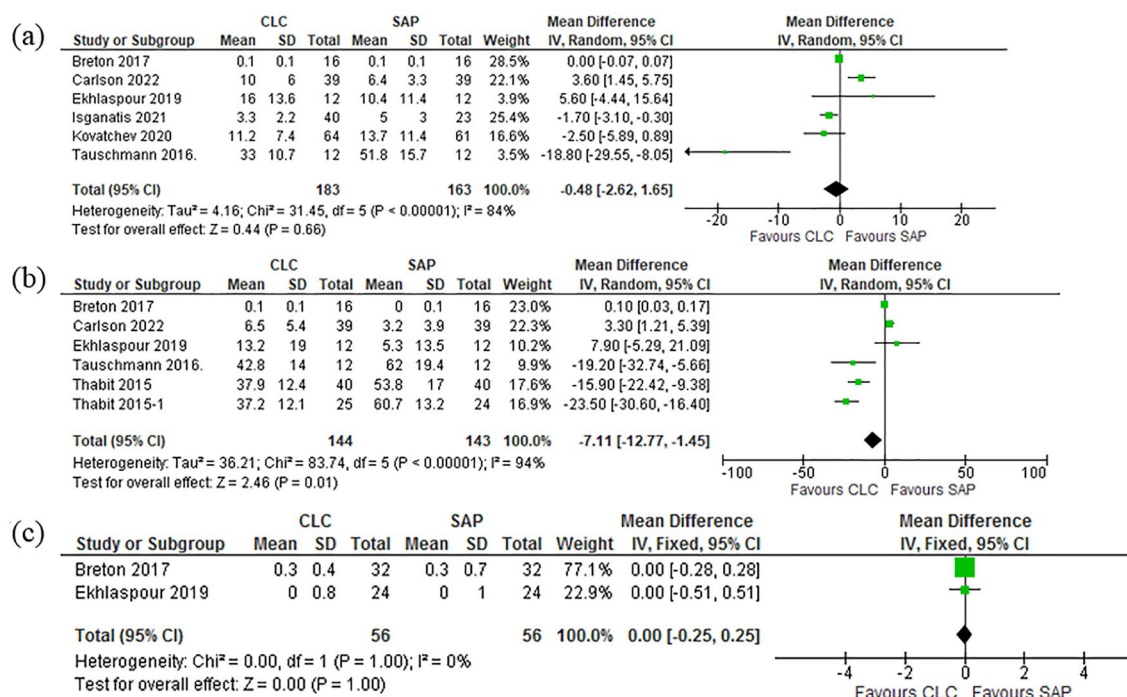 (a)
CLC SAP Mean Difference Mean Difference
Study or Subgroup Mean SD Total Mean SD Total Weight IV, Random, 95% CI IV, Random, 95% CI
Breton 2017 0.1 0.1 16 0.1 0.1 16 28.5% 0.00 [-0.07, 0.07]
Carlson 2022 10 6 39 6.4 3.3 39 22.1% 3.60 [1.45, 5.75]
Ekhlaspour 2019 16 13.6 12 10.4 11.4 12 3.9% 5.60 [-4.44, 15.64]
Isganatis 2021 3.3 2.2 40 5 3 23 25.4% -1.70 [-3.10, -0.30]
Kovatchev 2020 11.2 7.4 64 13.7 11.4 61 16.6% -2.50 [-5.89, 0.89]
Tauschmann 2016. 33 10.7 12 51.8 15.7 12 3.5% -18.80 [-29.55, -8.05]
Total (95% CI) 183 163 100.0% -0.48 [-2.62, 1.65]
Heterogeneity: Tau² = 4.16; Chi² = 31.45, df = 5 (P < 0.00001); I² = 84%
Test for overall effect: Z = 0.44 (P = 0.66)
-20 -10 0 10 20
Favours CLC Favours SAP
(b)
CLC SAP Mean Difference Mean Difference
Study or Subgroup Mean SD Total Mean SD Total Weight IV, Random, 95% CI IV, Random, 95% CI
Breton 2017 0.1 0.1 16 0 0.1 16 23.0% 0.10 [0.03, 0.17]
Carlson 2022 6.5 5.4 39 3.2 3.9 39 22.3% 3.30 [1.21, 5.39]
Ekhlaspour 2019 13.2 19 12 5.3 13.5 12 10.2% 7.90 [-5.29, 21.09]
Tauschmann 2016. 42.8 14 12 62 19.4 12 9.9% -19.20 [-32.74, -5.66]
Thabit 2015 37.9 12.4 40 53.8 17 40 17.6% -15.90 [-22.42, -9.38]
Thabit 2015-1 37.2 12.1 25 60.7 13.2 24 16.9% -23.50 [-30.60, -16.40]
Total (95% CI) 144 143 100.0% -7.11 [-12.77, -1.45]
Heterogeneity: Tau² = 36.21; Chi² = 83.74, df = 5 (P < 0.00001); I² = 94%
Test for overall effect: Z = 2.46 (P = 0.01)
-100 -50 0 50 100
Favours CLC Favours SAP
(c)
CLC SAP Mean Difference Mean Difference
Study or Subgroup Mean SD Total Mean SD Total Weight IV, Fixed, 95% CI IV, Fixed, 95% CI
Breton 2017 0.3 0.4 32 0.3 0.7 32 77.1% 0.00 [-0.28, 0.28]
Ekhlaspour 2019 0 0.8 24 0 1 24 22.9% 0.00 [-0.51, 0.51]
Total (95% CI) 56 56 100.0% 0.00 [-0.25, 0.25]
Heterogeneity: Chi² = 0.00, df = 1 (P = 1.00); I² = 0%
Test for overall effect: Z = 0.00 (P = 1.00)
-4 -2 0 2 4
Favours CLC Favours SAP